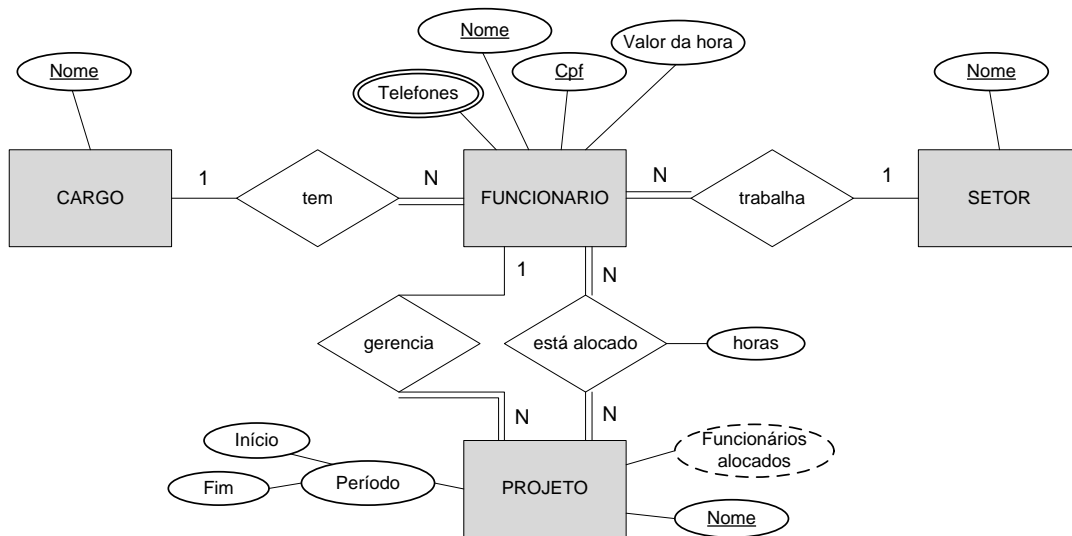 Nome
Valor da hora
Nome
Cpf
Nome
Telefones
1
N
N
1
CARGO
tem
FUNCIONARIO
trabalha
SETOR
1
N
gerencia
está alocado
horas
N
N
Início
Funcionários
alocados
Fim
Período
PROJETO
Nome